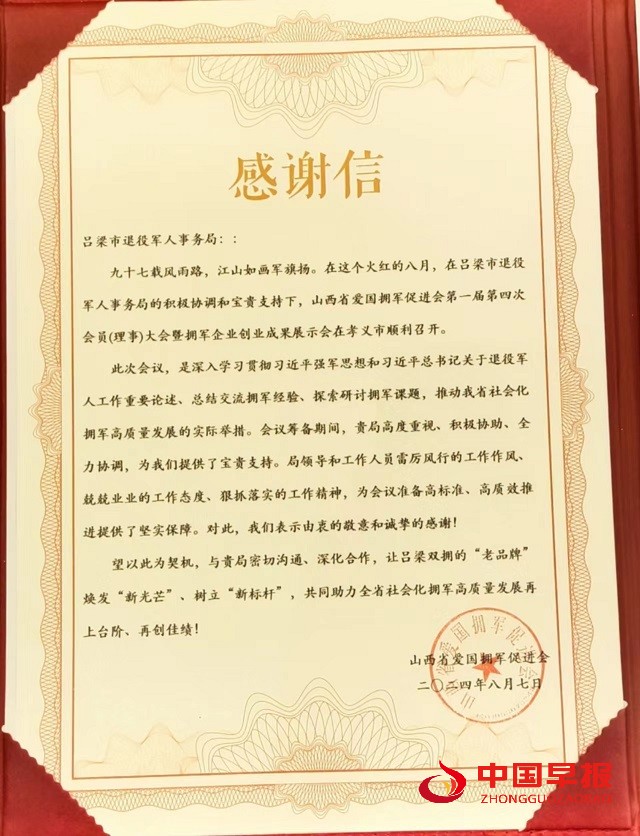 感谢信
吕梁市退役军人事务局：：
九十七载风雨路，江山如画军旗扬。在这个火红的八月，在吕梁市退役
军人事务局的积极协调和宝贵支持下，山西省爱国拥军促进会第一届第四次
会员(理事)大会暨拥军企业创业成果展示会在孝义市顺利召开。
此次会议，是深入学习贯彻习近平强军思想和习近平总书记关于退役军
人工作重要论述、总结交流拥军经验、探索研讨拥军课题，推动我省社会化
拥军高质量发展的实际举措。会议筹备期间，贵局高度重视、积极协助、全
力协调，为我们提供了宝贵支持。局领导和工作人员雷厉风行的工作作风、
兢兢业业的工作态度、狠抓落实的工作精神，为会议准备高标准、高质效推
进提供了坚实保障。对此，我们表示由衷的敬意和诚挚的感谢！
望以此为契机，与贵局密切沟通、深化合作，让吕梁双拥的“老品牌”
焕发“新光芒”、树立“新标杆”，共同助力全省社会化拥军高质量发展再
上台阶、再创佳绩！
山西省爱国拥军促进会
二〇二四年八月七日
山西省爱国拥军促进会
中国早报